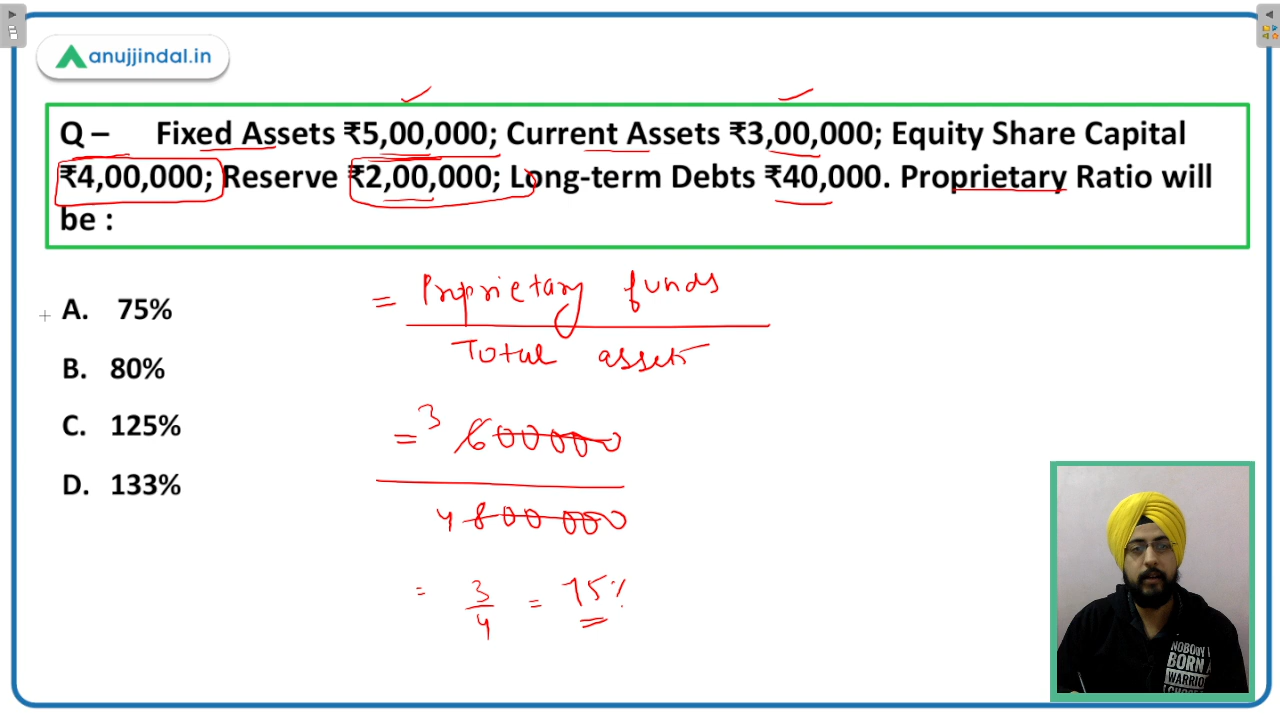 anujjindal.in
Q – Fixed Assets ₹5,00,000; Current Assets ₹3,00,000; Equity Share Capital
₹4,00,000; Reserve ₹2,00,000; Long-term Debts ₹40,000. Proprietary Ratio will
be :
A. 75%
B. 80%
C. 125%
D. 133%
= Proprietary funds
Total assets
= 3 600000
4 800000
= 3/4 = 75%
NOBODY I
BORN A
WARRIO